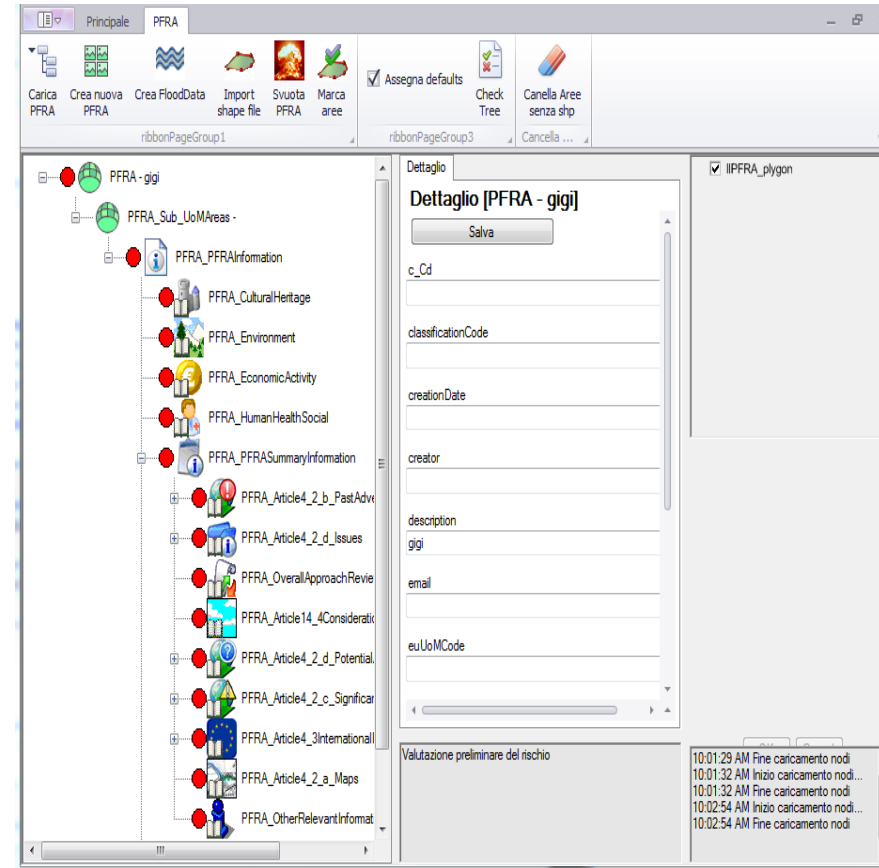 Principale PFRA
Carica PFRA
Crea nuova PFRA
Crea FloodData
Import shape file
Svuota PFRA
Marca aree
Assegna defaults
Check Tree
Canella Aree senza shp
ribbonPageGroup1
ribbonPageGroup3
Cancella ...
PFRA - gigi
PFRA_Sub_UoMAreas -
PFRA_PFRAInformation
PFRA_CulturalHeritage
PFRA_Environment
PFRA_EconomicActivity
PFRA_HumanHealthSocial
PFRA_PFRASummaryInformation
PFRA_Article4_2_b_PastAdve
PFRA_Article4_2_d_Issues
PFRA_OverallApproachRevie
PFRA_Article14_4Consideratio
PFRA_Article4_2_d_Potential
PFRA_Article4_2_c_Significar
PFRA_Article4_3InternationalI
PFRA_Article4_2_a_Maps
PFRA_OtherRelevantInformat
Dettaglio
Dettaglio [PFRA - gigi]
Salva
c_Cd
classificationCode
creationDate
creator
description
gigi
email
euUoMCode
Valutazione preliminare del rischio
IIPFRA_plygon
10:01:29 AM Fine caricamento nodi
10:01:32 AM Inizio caricamento nodi...
10:01:32 AM Fine caricamento nodi
10:02:54 AM Inizio caricamento nodi...
10:02:54 AM Fine caricamento nodi